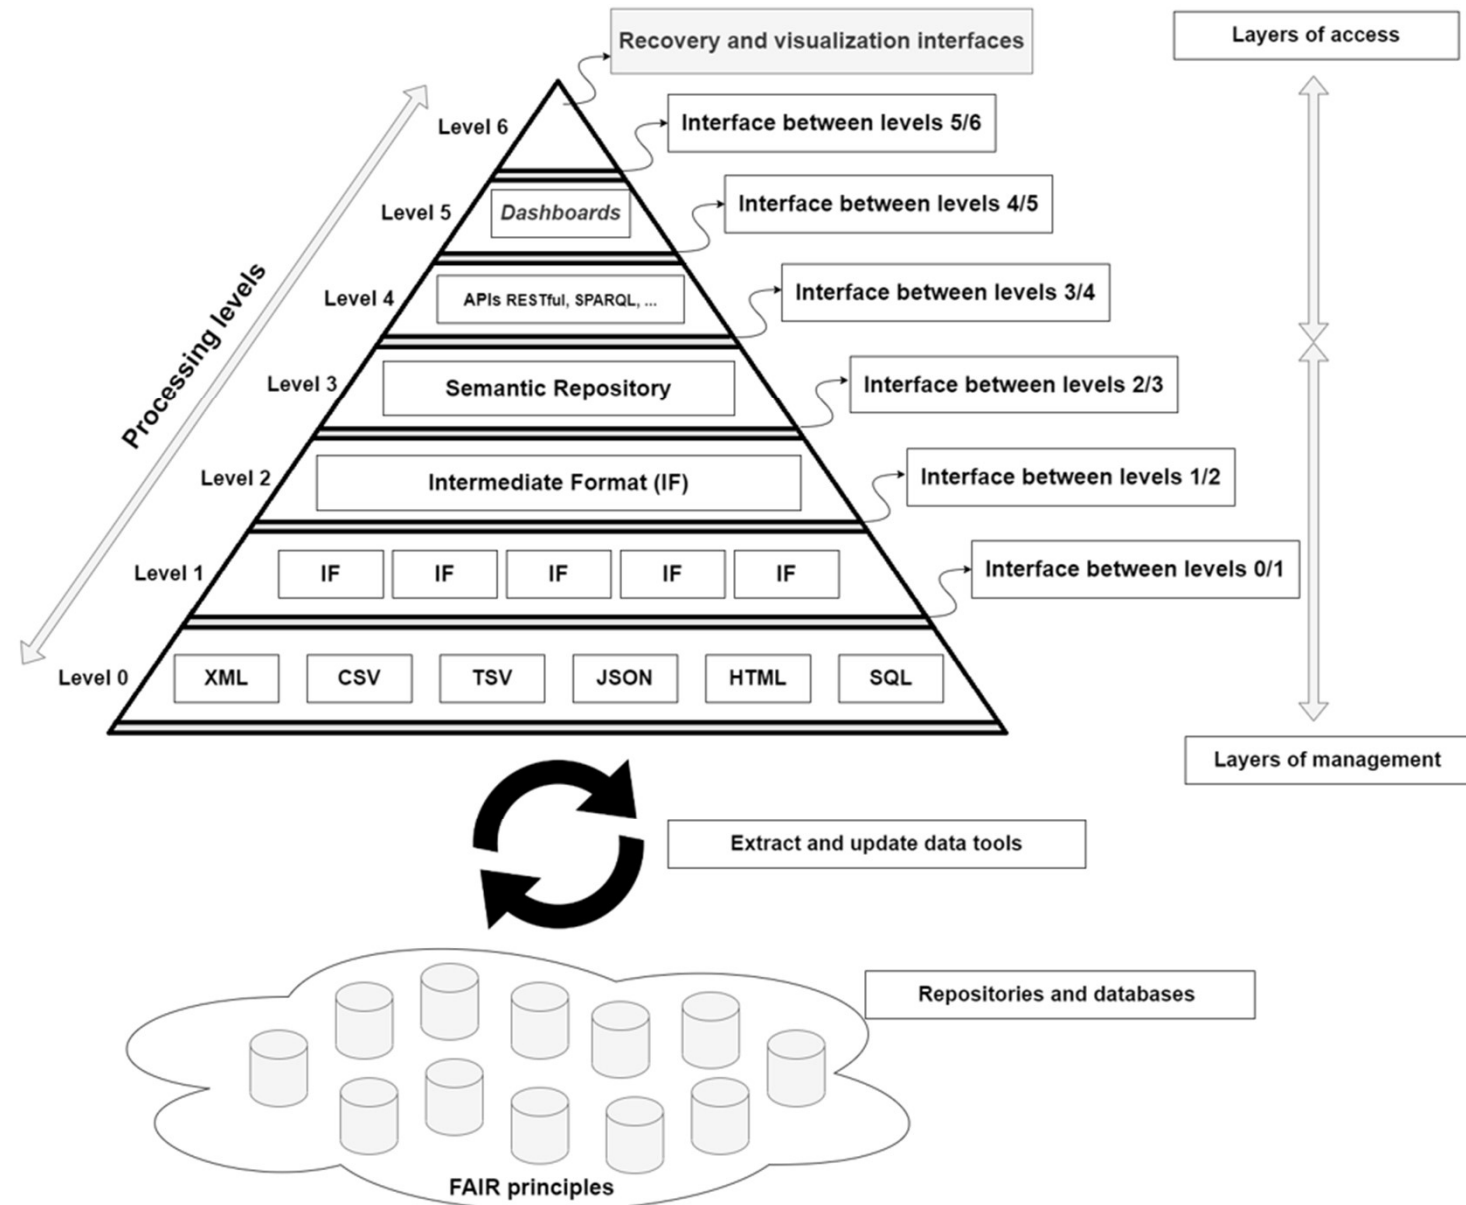 Recovery and visualization interfaces
Layers of access
Level 6
Interface between levels 5/6
Level 5
Dashboards
Interface between levels 4/5
Processing levels
Level 4
APIs RESTful, SPARQL, ...
Interface between levels 3/4
Level 3
Semantic Repository
Interface between levels 2/3
Level 2
Intermediate Format (IF)
Interface between levels 1/2
Level 1
IF
IF
IF
IF
IF
Interface between levels 0/1
Level 0
XML
CSV
TSV
JSON
HTML
SQL
Layers of management
Extract and update data tools
Repositories and databases
FAIR principles